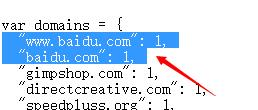 var domains = {
"www.baidu.com": 1,
"baidu.com": 1,
"gimpshop.com": 1,
"directcreative.com": 1,
"speedpluss.org": 1,